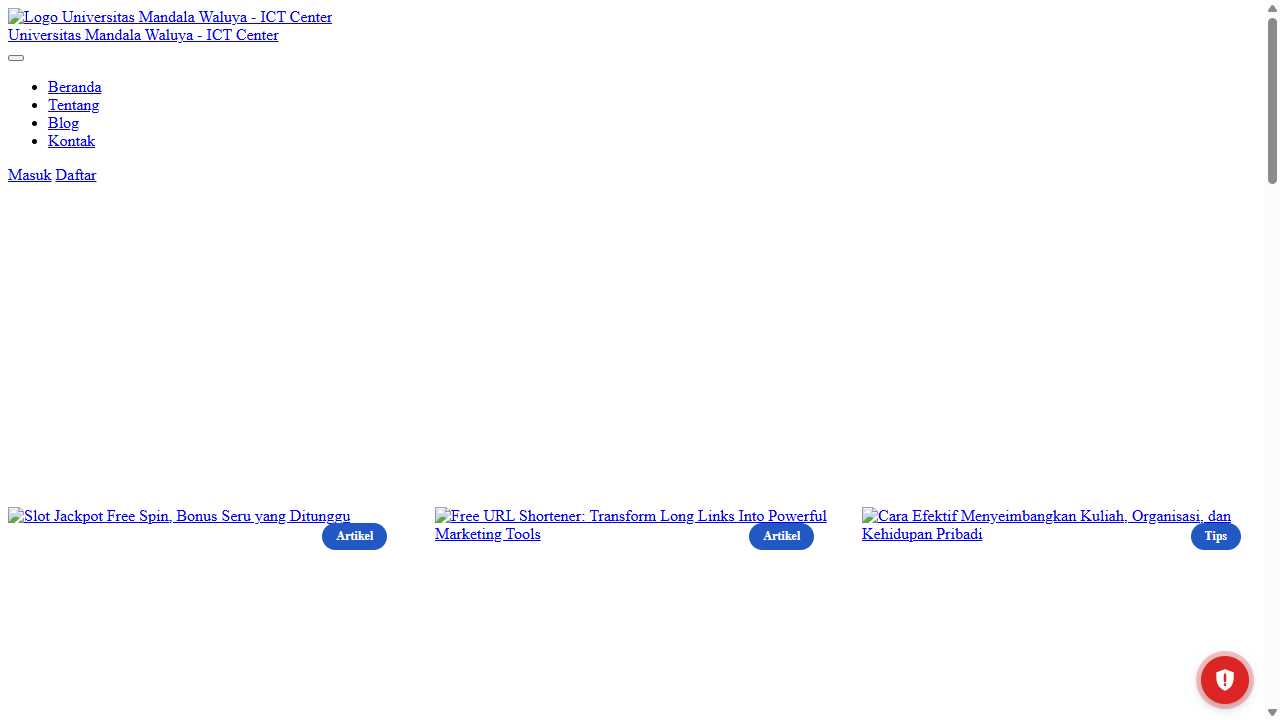 Logo Universitas Mandala Waluya - ICT Center
Universitas Mandala Waluya - ICT Center
Beranda
Tentang
Blog
Kontak
Masuk Daftar
Slot Jackpot Free Spin, Bonus Seru yang Ditunggu
Artikel
Free URL Shortener: Transform Long Links Into Powerful
Marketing Tools
Artikel
Cara Efektif Menyeimbangkan Kuliah, Organisasi, dan
Kehidupan Pribadi
Tips